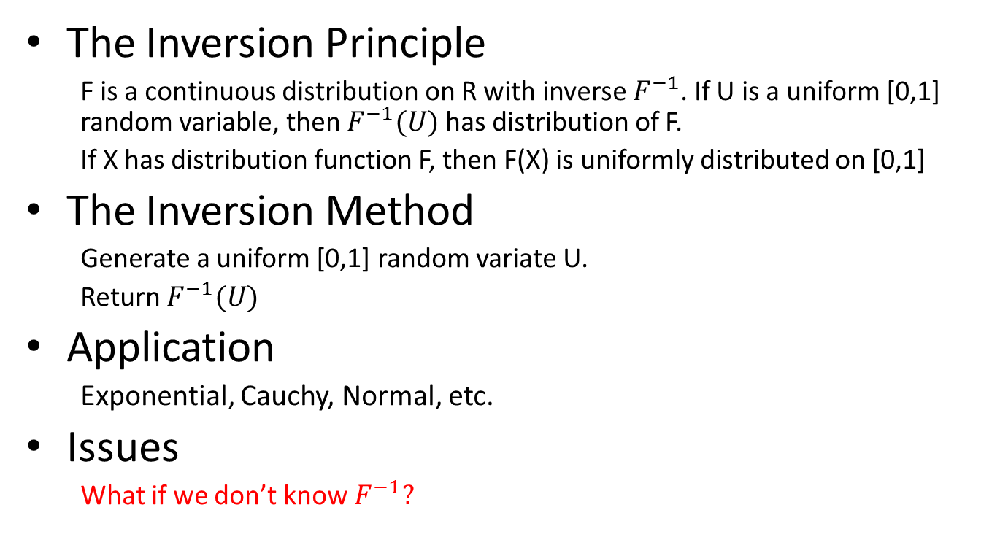 • The Inversion Principle
F is a continuous distribution on R with inverse 𝐹⁻¹. If U is a uniform [0,1]
random variable, then 𝐹⁻¹(𝑈) has distribution of F.
If X has distribution function F, then F(X) is uniformly distributed on [0,1]
• The Inversion Method
Generate a uniform [0,1] random variate U.
Return 𝐹⁻¹(𝑈)
• Application
Exponential, Cauchy, Normal, etc.
• Issues
What if we don’t know 𝐹⁻¹?